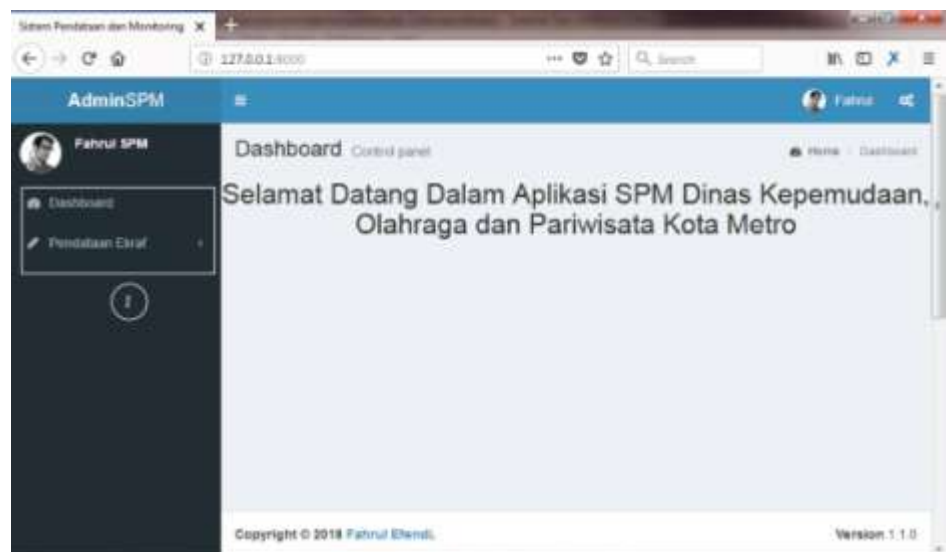 Sistem Pendataan dan Monitoring
127.0.0.1:8000
Search
AdminSPM
Fahrul
Fahrul SPM
Dashboard Control panel
Home Dashboard
Dashboard
Pendataan Ekraf
Selamat Datang Dalam Aplikasi SPM Dinas Kepemudaan,
Olahraga dan Pariwisata Kota Metro
Copyright © 2018 Fahrul Efendi.
Version 1.1.0